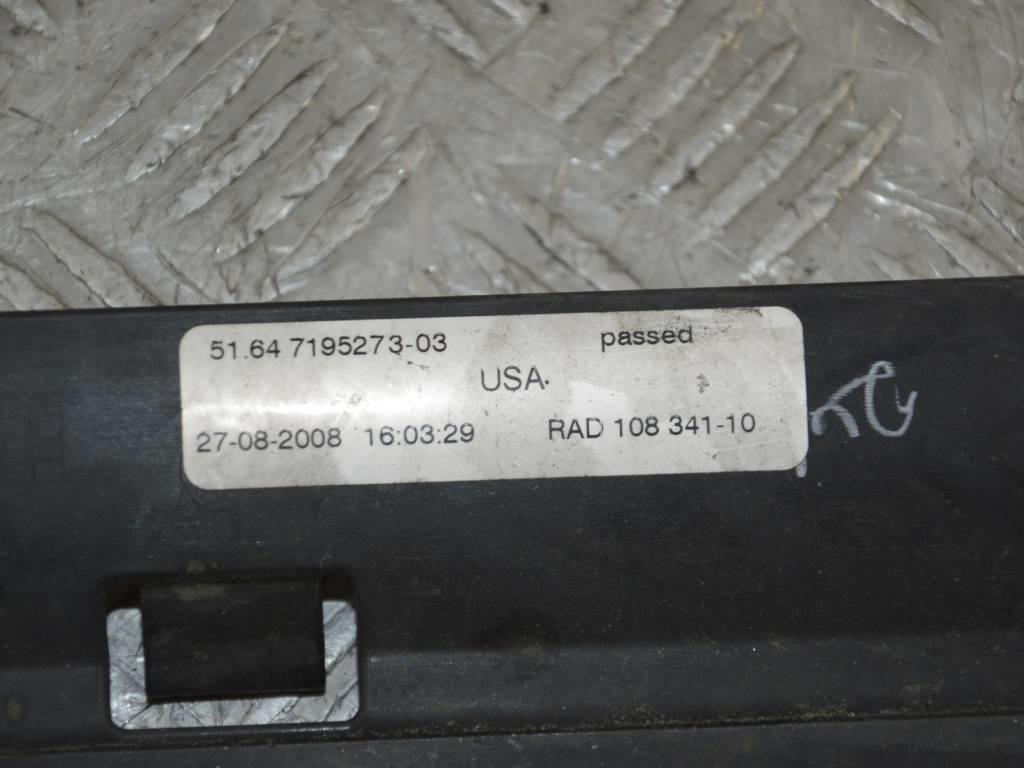 51.64 7195273-03 passed
USA
27-08-2008 16:03:29 RAD 108 341-10